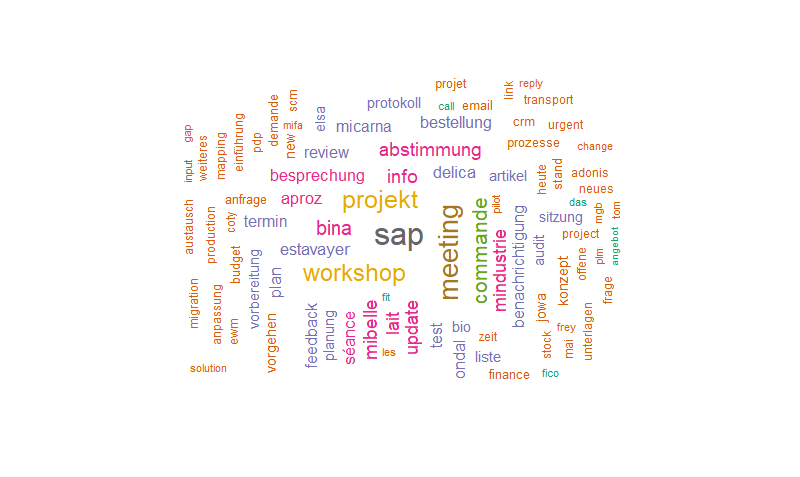 projet
link
reply
scm
demande
mifa
new
elsa
protokoll
call
email
transport
micarna
bestellung
crm
urgent
gap
input
weiteres
mapping
einführung
pdp
review
abstimmung
prozesse
change
besprechung
info
delica
artikel
heute
stand
adonis
neues
austausch
production
anfrage
coty
aproz
projekt
pilot
das
termin
bina
sap
meeting
commande
mindustrie
benachrichtigung
sitzung
mgb
tom
project
audit
estavayer
budget
vorbereitung
plan
workshop
konzept
offene
plm
angebot
frage
migration
anpassung
ewm
vorgehen
feedback
planung
séance
mibelle
fit
lait
les
update
test
bio
ondal
zeit
liste
jowa
stock
frey
mai
unterlagen
solution
finance
fico